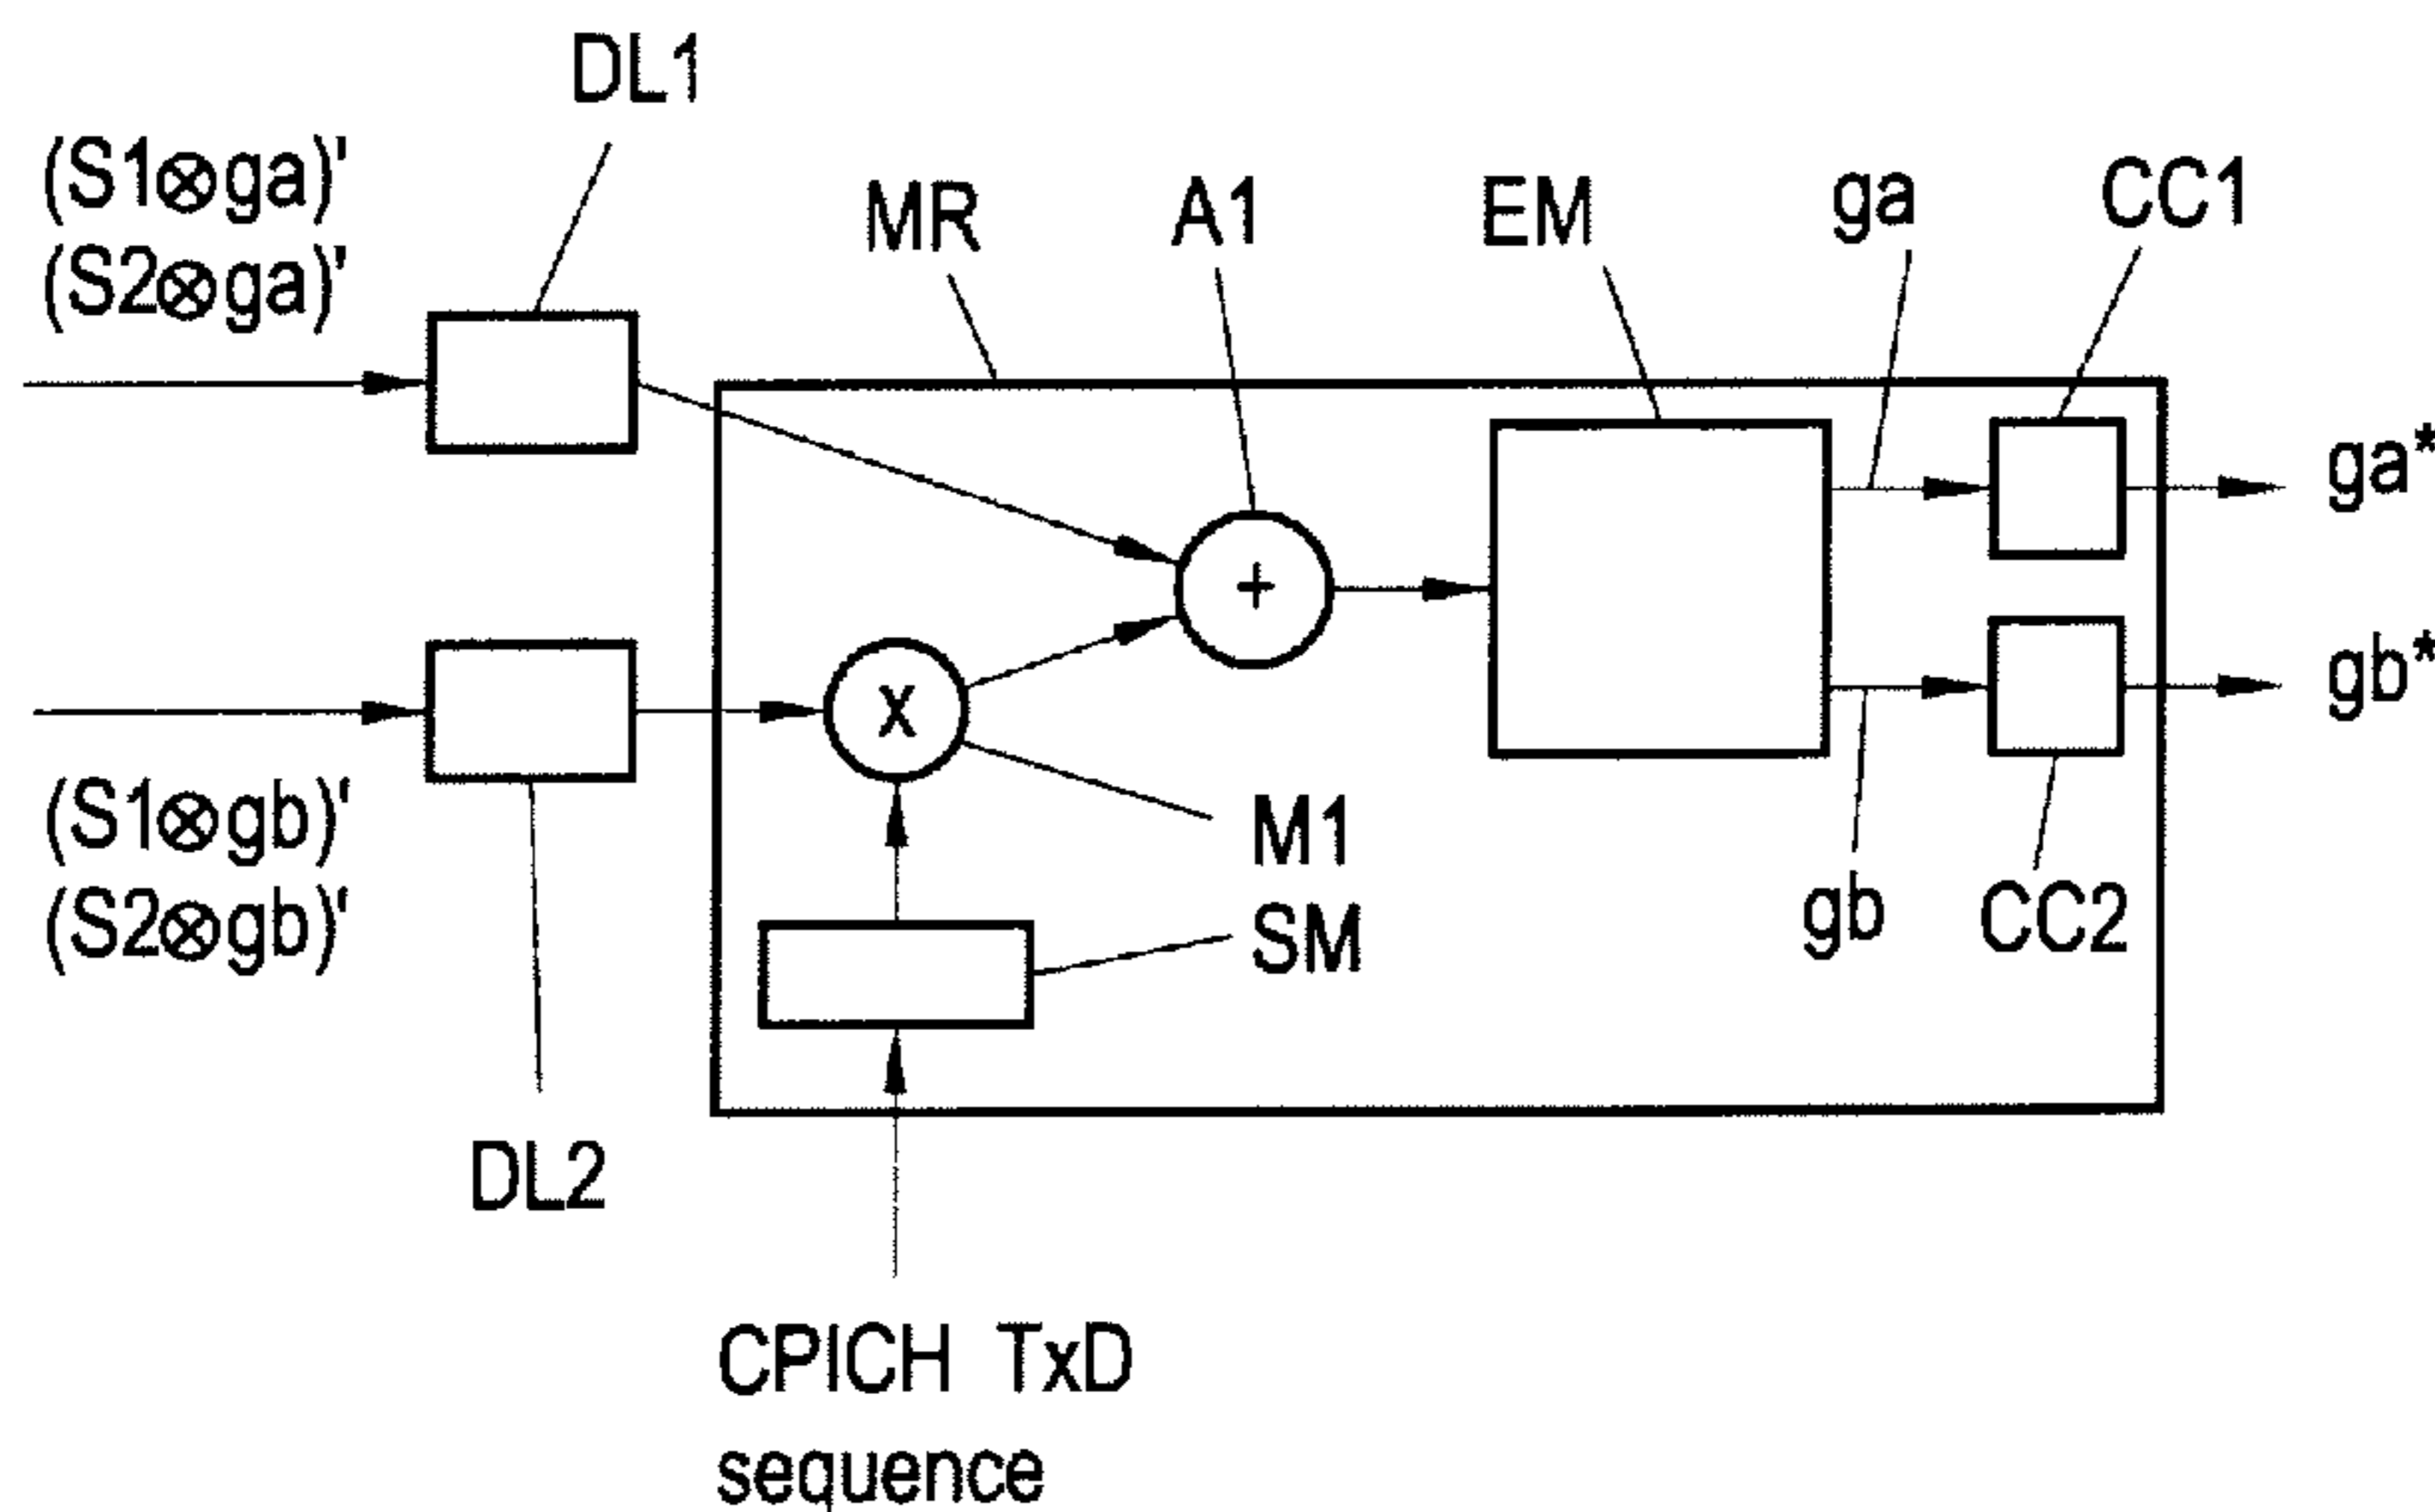 DL1
(S1⊗ga)'
(S2⊗ga)'
MR
A1
EM
ga
CC1
ga*
+
gb*
x
(S1⊗gb)'
(S2⊗gb)'
M1
SM
gb
CC2
DL2
CPICH TxD
sequence